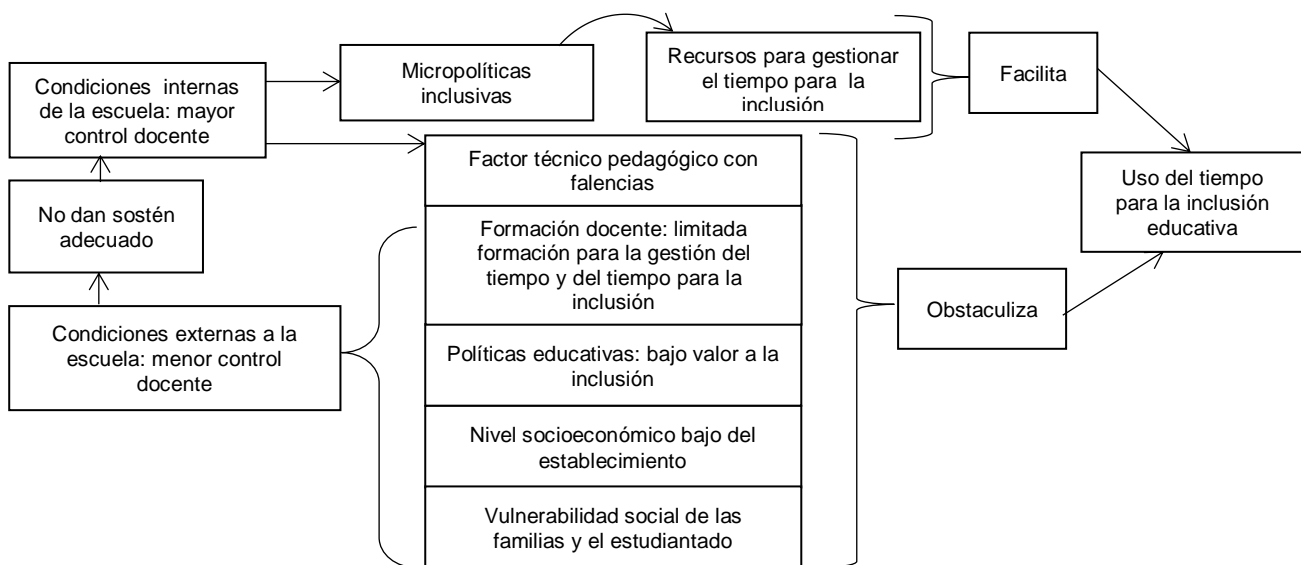 Condiciones internas
de la escuela: mayor
control docente
No dan sostén
adecuado
Condiciones externas a la
escuela: menor control
docente
Micropolíticas
inclusivas
Recursos para gestionar
el tiempo para la
inclusión
Factor técnico pedagógico con
falencias
Formación docente: limitada
formación para la gestión del
tiempo y del tiempo para la
inclusión
Políticas educativas: bajo valor a la
inclusión
Nivel socioeconómico bajo del
establecimiento
Vulnerabilidad social de las
familias y el estudiantado
Facilita
Obstaculiza
Uso del tiempo
para la inclusión
educativa